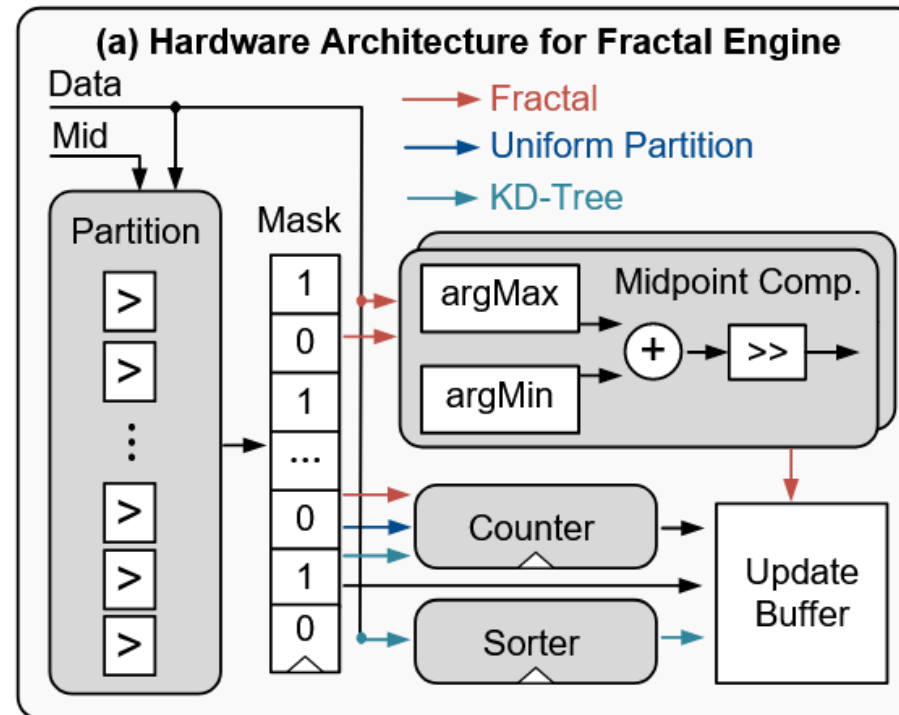 (a) Hardware Architecture for Fractal Engine
Data
Mid
Fractal
Uniform Partition
KD-Tree
Partition
>
>
⋮
>
>
>
Mask
1
0
1
...
0
1
0
argMax
argMin
Midpoint Comp.
+
>>
Counter
Sorter
Update
Buffer